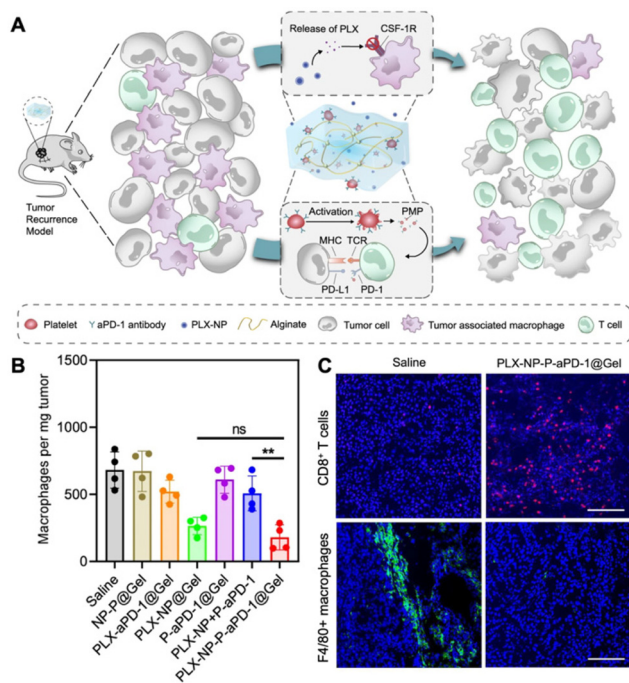 A
Release of PLX
CSF-1R
Tumor
Recurrence
Model
Activation
PMP
MHC TCR
PD-L1 PD-1
Platelet
aPD-1 antibody
PLX-NP
Alginate
Tumor cell
Tumor associated macrophage
T cell
B
Macrophages per mg tumor
1500
1000
500
0
ns
**
Saline
NP-P@Gel
PLX-aPD-1@Gel
PLX-NP@Gel
P-aPD-1@Gel
PLX-NP+P-aPD-1
PLX-NP-P-aPD-1@Gel
C
Saline
PLX-NP-P-aPD-1@Gel
CD8+ T cells
F4/80+ macrophages